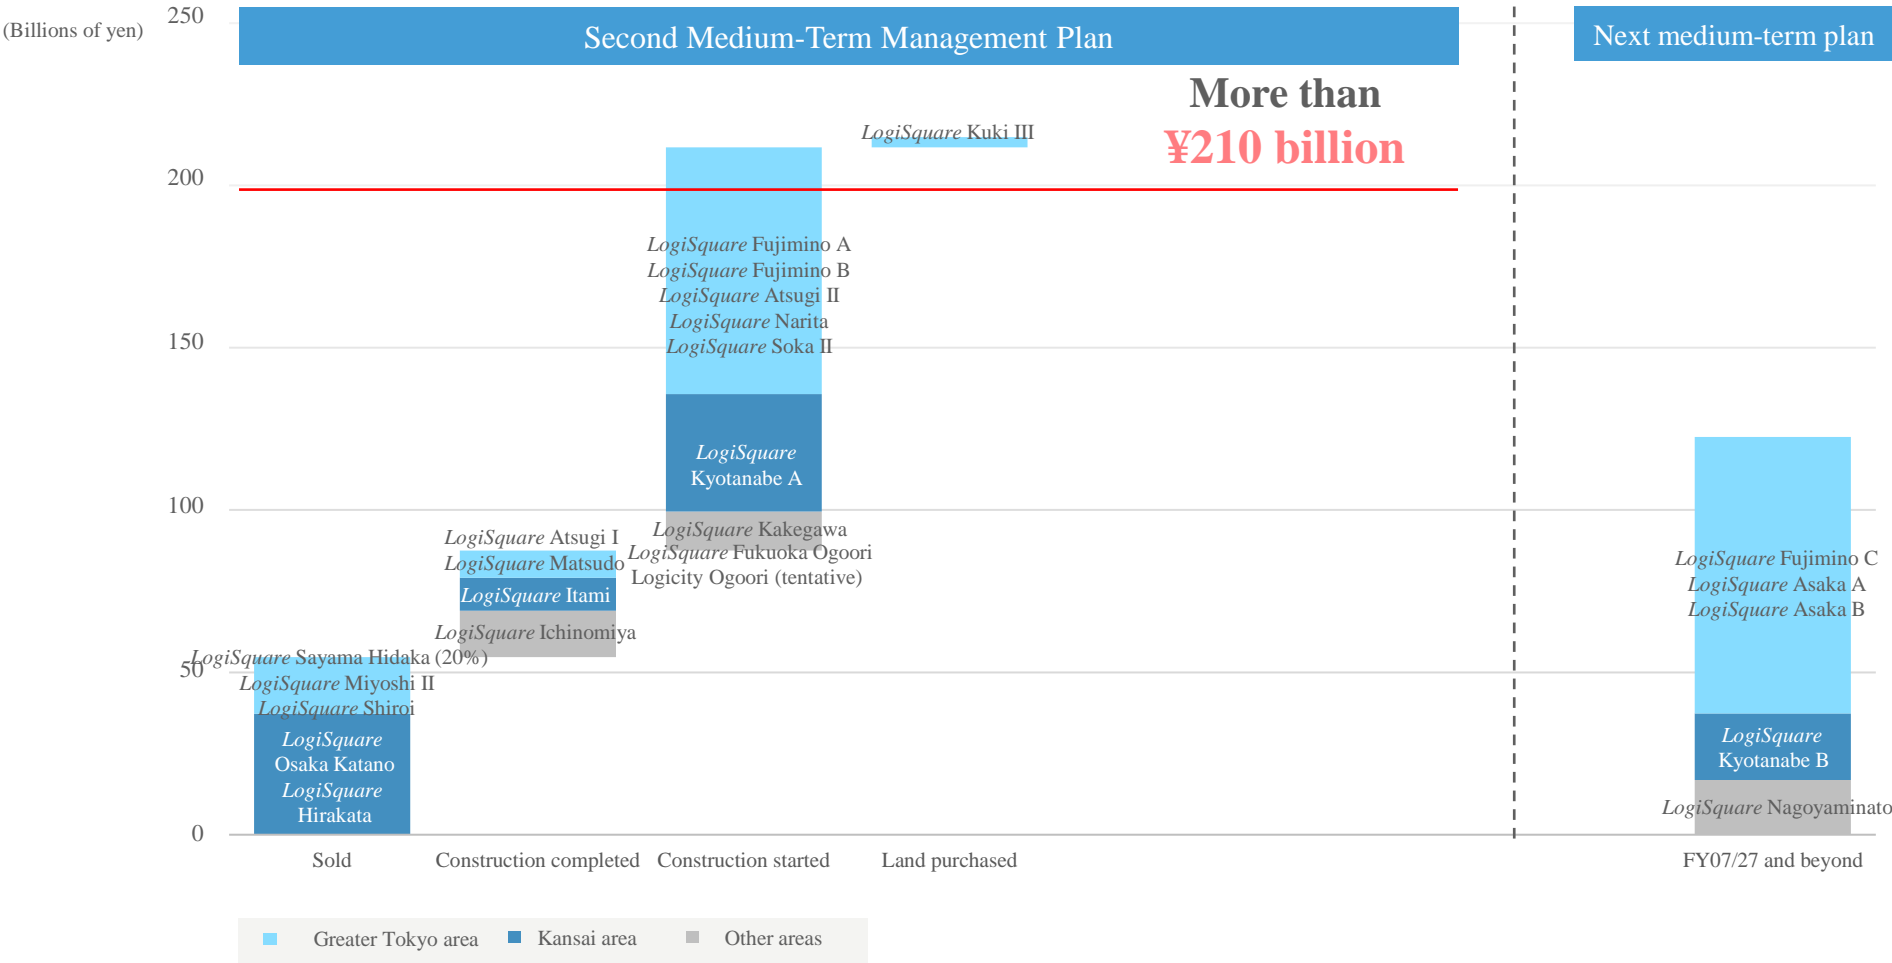 (Billions of yen)
250
200
150
100
50
0
Second Medium-Term Management Plan
Next medium-term plan
More than
¥210 billion
LogiSquare Kuki III
LogiSquare Fujimino A
LogiSquare Fujimino B
LogiSquare Atsugi II
LogiSquare Narita
LogiSquare Soka II
LogiSquare
Kyotanabe A
LogiSquare Kakegawa
LogiSquare Fukuoka Ogoori
Logicity Ogoori (tentative)
LogiSquare Atsugi I
LogiSquare Matsudo
LogiSquare Itami
LogiSquare Ichinomiya
LogiSquare Sayama Hidaka (20%)
LogiSquare Miyoshi II
LogiSquare Shiroi
LogiSquare
Osaka Katano
LogiSquare
Hirakata
LogiSquare Fujimino C
LogiSquare Asaka A
LogiSquare Asaka B
LogiSquare
Kyotanabe B
LogiSquare Nagoyaminato
Sold
Construction completed
Construction started
Land purchased
FY07/27 and beyond
Greater Tokyo area
Kansai area
Other areas